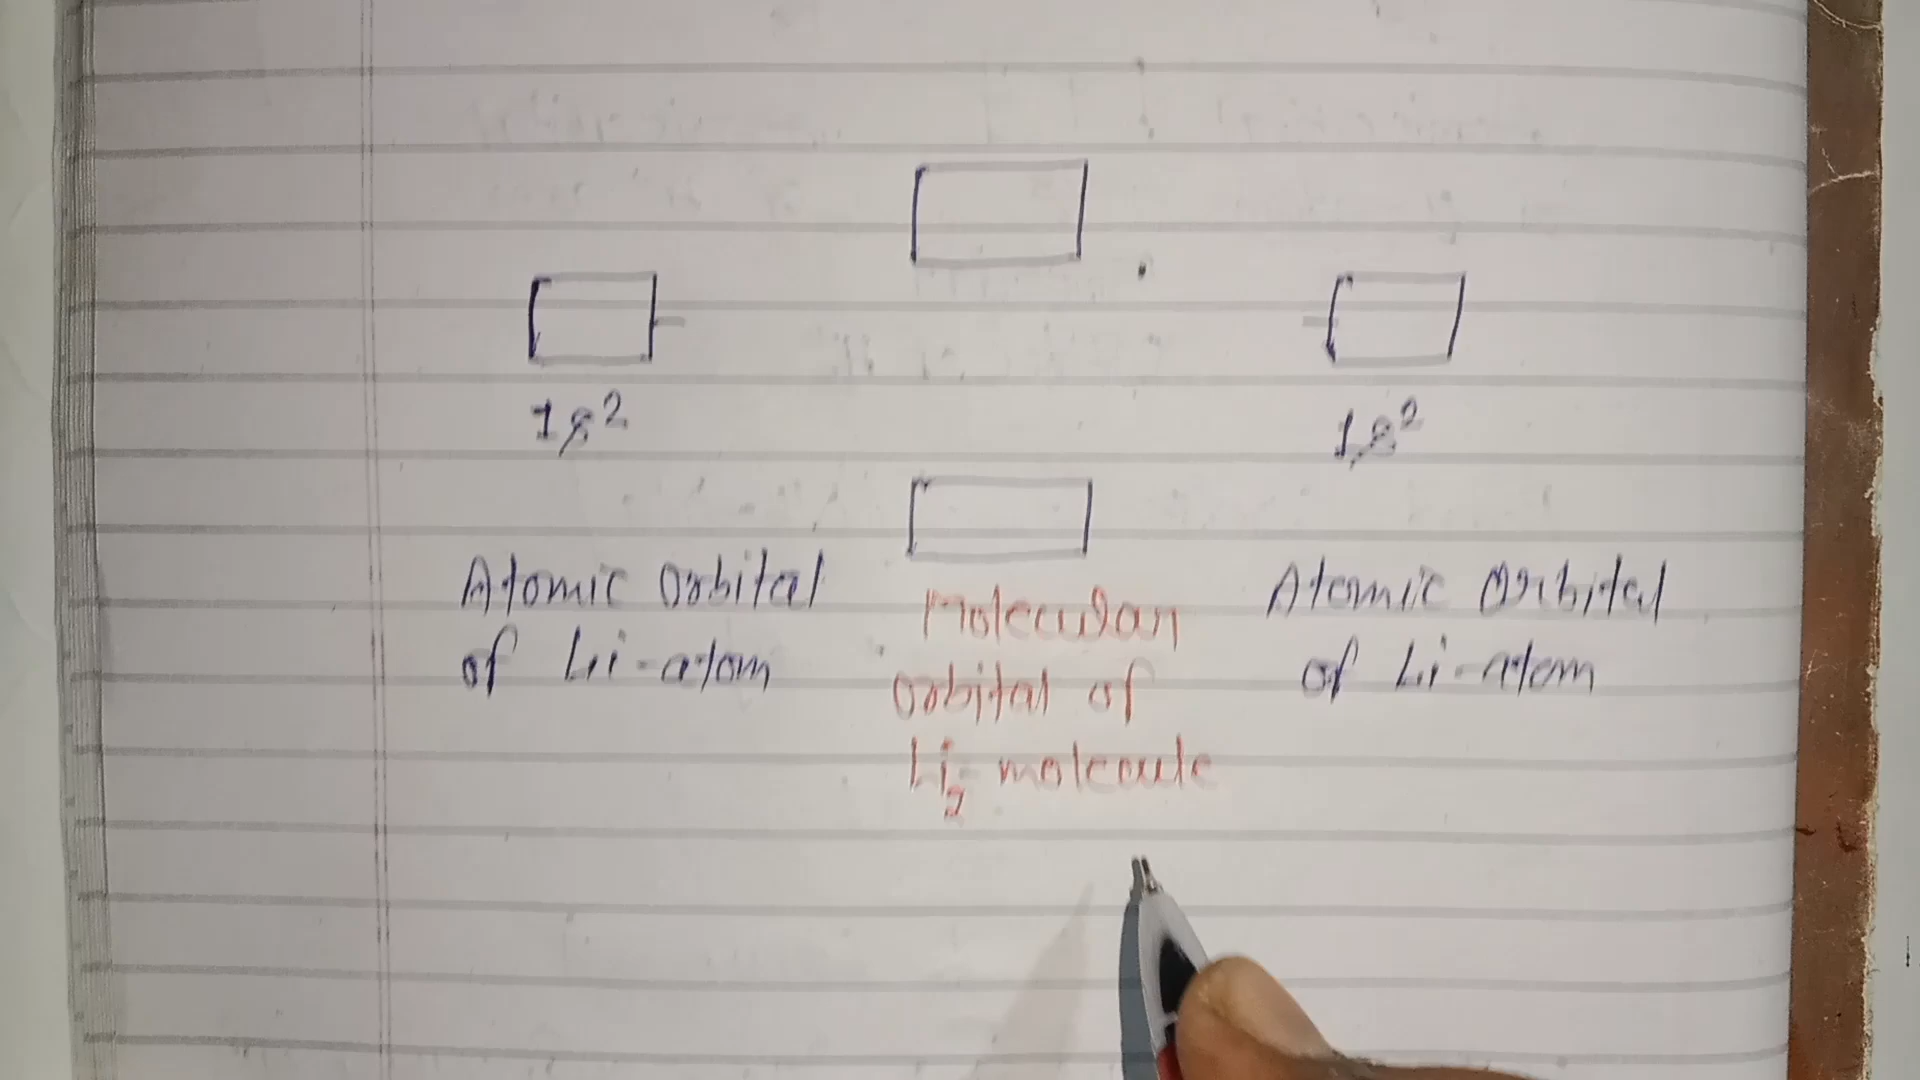 1s²
1s²
Atomic orbital
of Li-atom
Molecular
orbital of
Li₂ molecule
Atomic orbital
of Li-atom